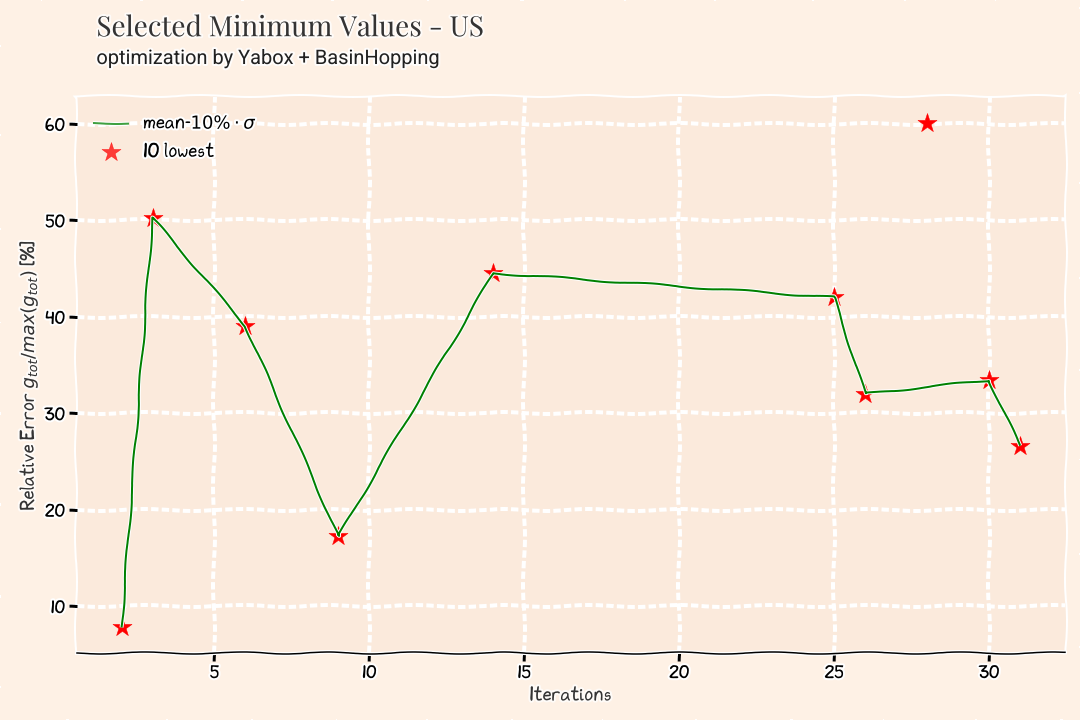 Selected Minimum Values - US
optimization by Yabox + BasinHopping
mean-10% · σ
10 lowest
Relative Error g_tot/max(g_tot) [%]
60
50
40
30
20
10
5 10 15 20 25 30
Iterations